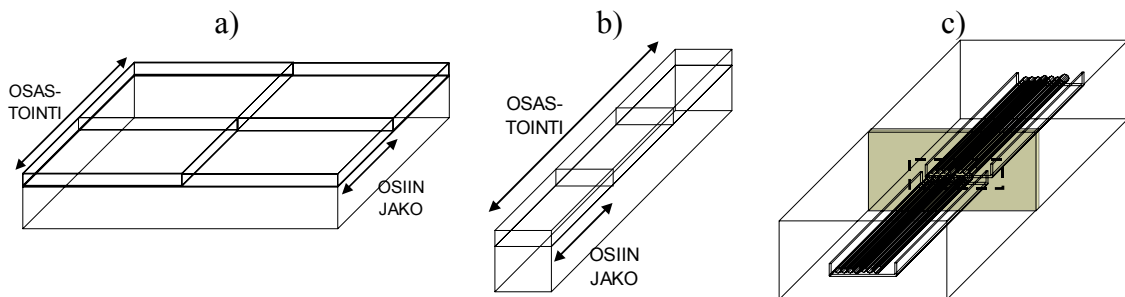 a)
OSAS-
TOINTI
OSIIN
JAKO
b)
OSAS-
TOINTI
OSIIN
JAKO
c)